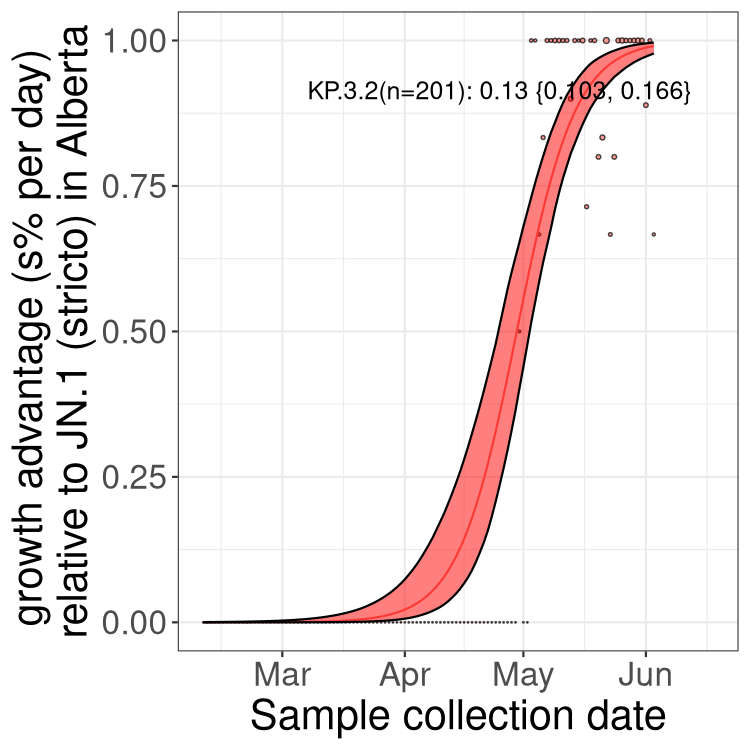 growth advantage (s% per day)
relative to JN.1 (stricto) in Alberta
1.00
0.75
0.50
0.25
0.00
KP.3.2(n=201): 0.13 {0.103, 0.166}
Mar Apr May Jun
Sample collection date